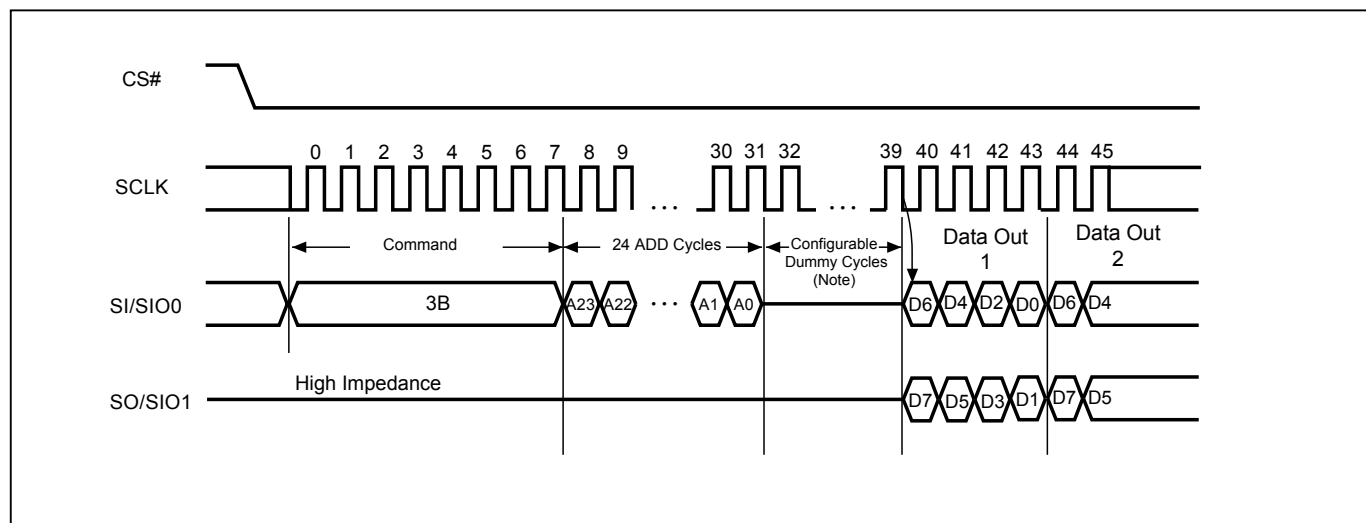 CS#
0 1 2 3 4 5 6 7 8 9 30 31 32 39 40 41 42 43 44 45
SCLK
...
...
Command
24 ADD Cycles
Configurable
Dummy Cycles
(Note)
Data Out
1
Data Out
2
SI/SIO0
3B
A23 A22 ... A1 A0
D6 D4 D2 D0 D6 D4
High Impedance
SO/SIO1
D7 D5 D3 D1 D7 D5